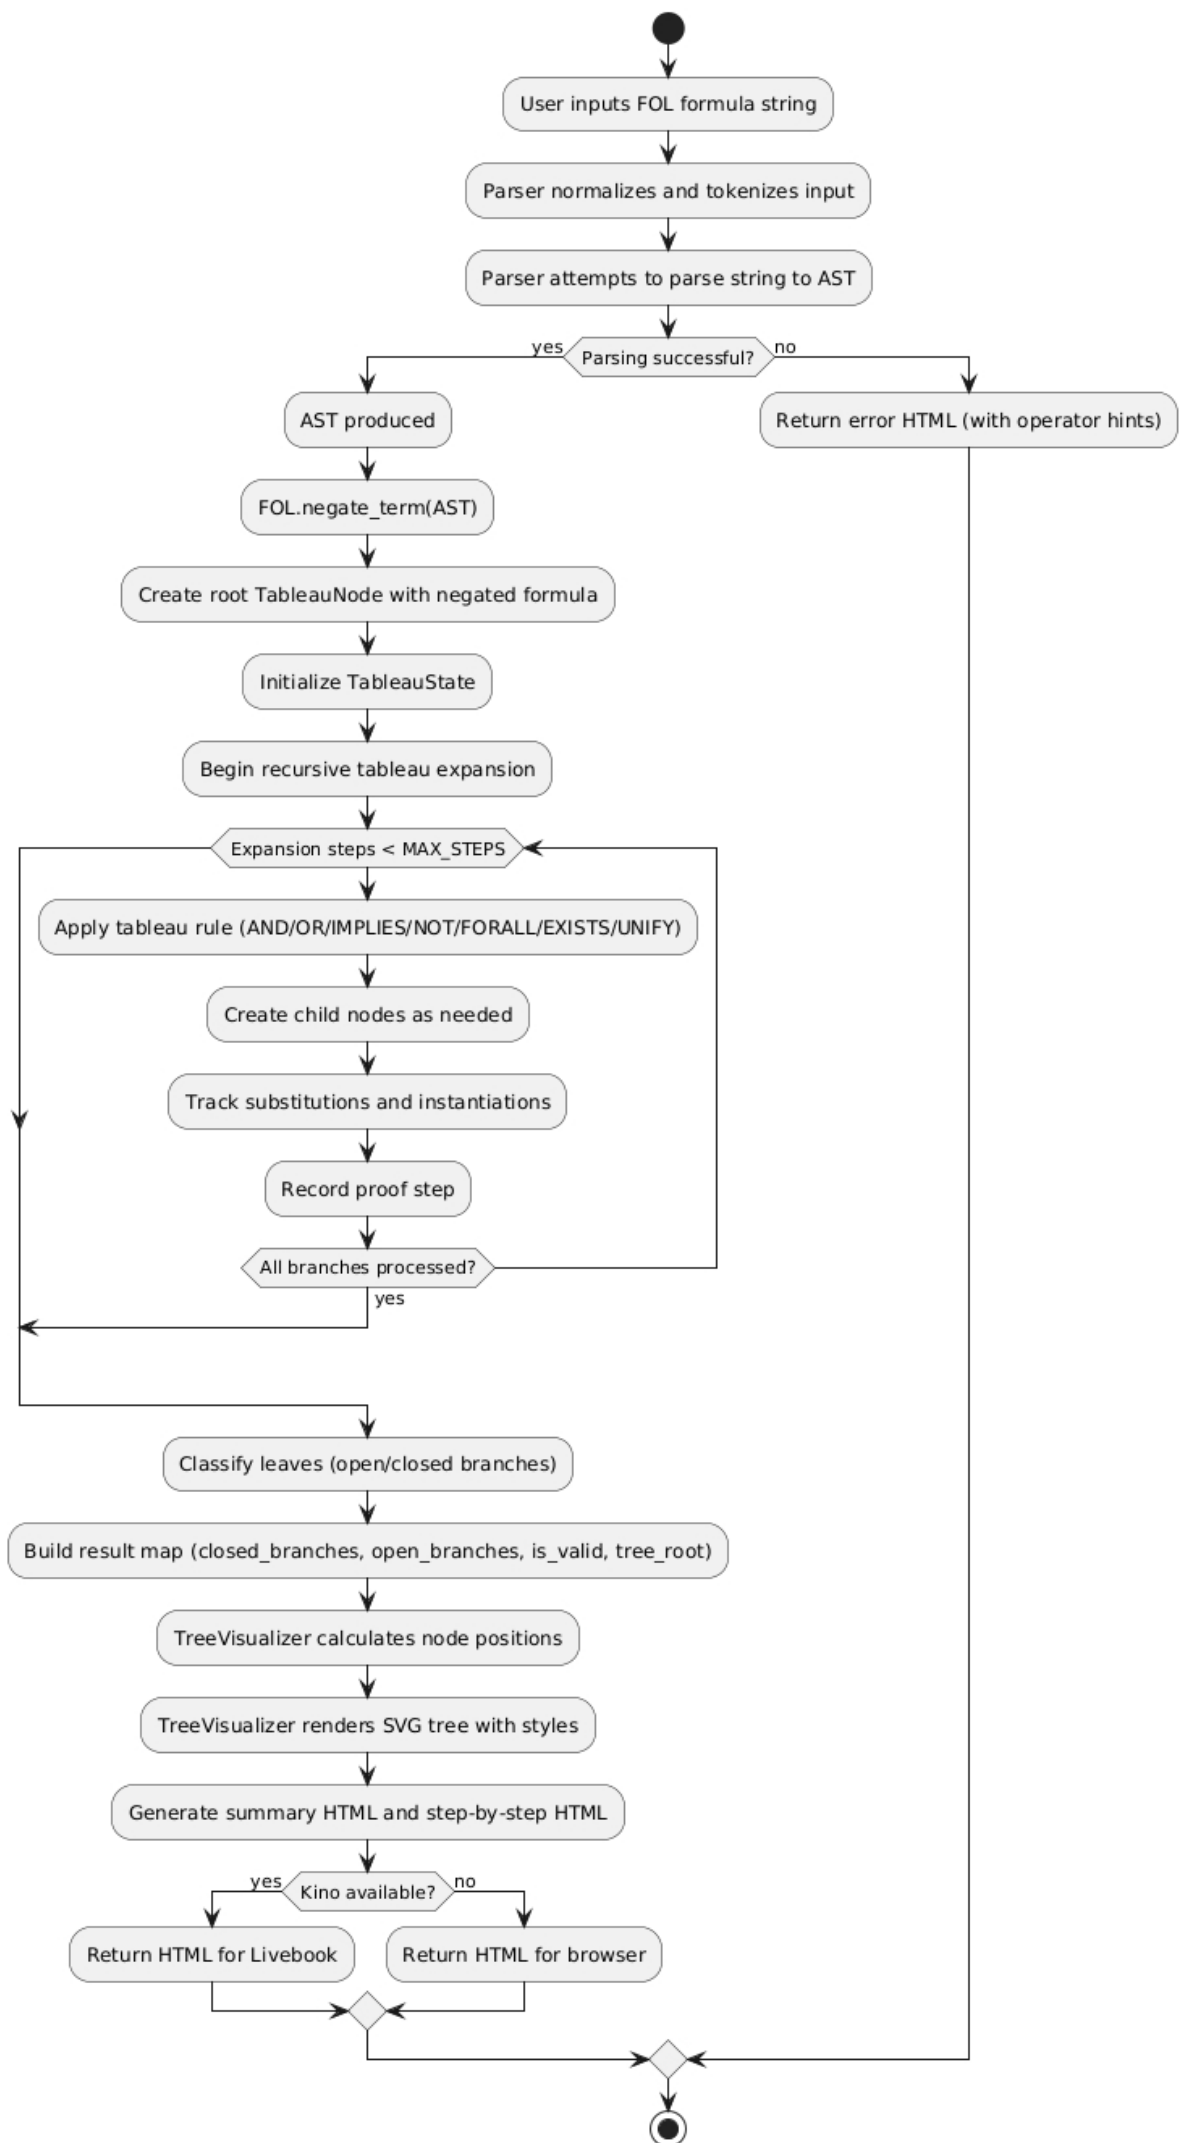 User inputs FOL formula string
Parser normalizes and tokenizes input
Parser attempts to parse string to AST
yes
Parsing successful?
no
AST produced
Return error HTML (with operator hints)
FOL.negate_term(AST)
Create root TableauNode with negated formula
Initialize TableauState
Begin recursive tableau expansion
Expansion steps < MAX_STEPS
Apply tableau rule (AND/OR/IMPLIES/NOT/FORALL/EXISTS/UNIFY)
Create child nodes as needed
Track substitutions and instantiations
Record proof step
All branches processed?
yes
Classify leaves (open/closed branches)
Build result map (closed_branches, open_branches, is_valid, tree_root)
TreeVisualizer calculates node positions
TreeVisualizer renders SVG tree with styles
Generate summary HTML and step-by-step HTML
yes
Kino available?
no
Return HTML for Livebook
Return HTML for browser